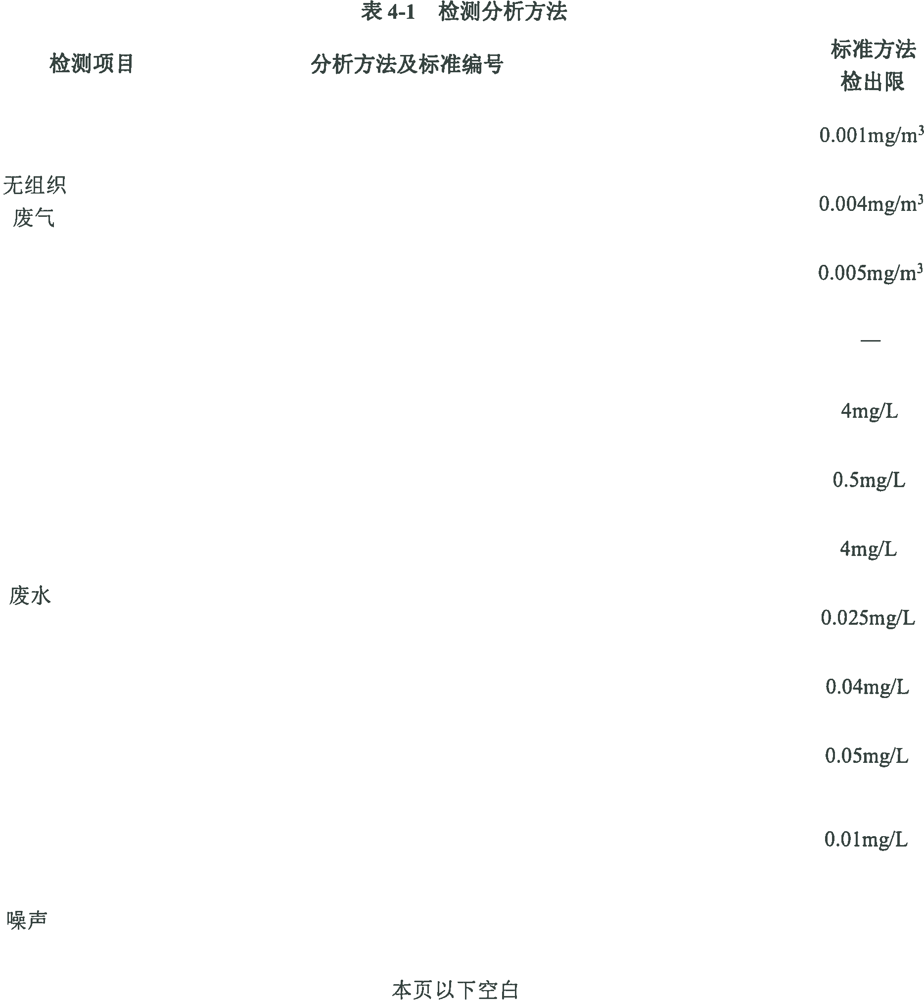 表 4-1 检测分析方法
检测项目
分析方法及标准编号
标准方法
检出限
无组织
废气
0.001mg/m³
0.004mg/m³
0.005mg/m³
废水
—
4mg/L
0.5mg/L
4mg/L
0.025mg/L
0.04mg/L
0.05mg/L
0.01mg/L
噪声
本页以下空白